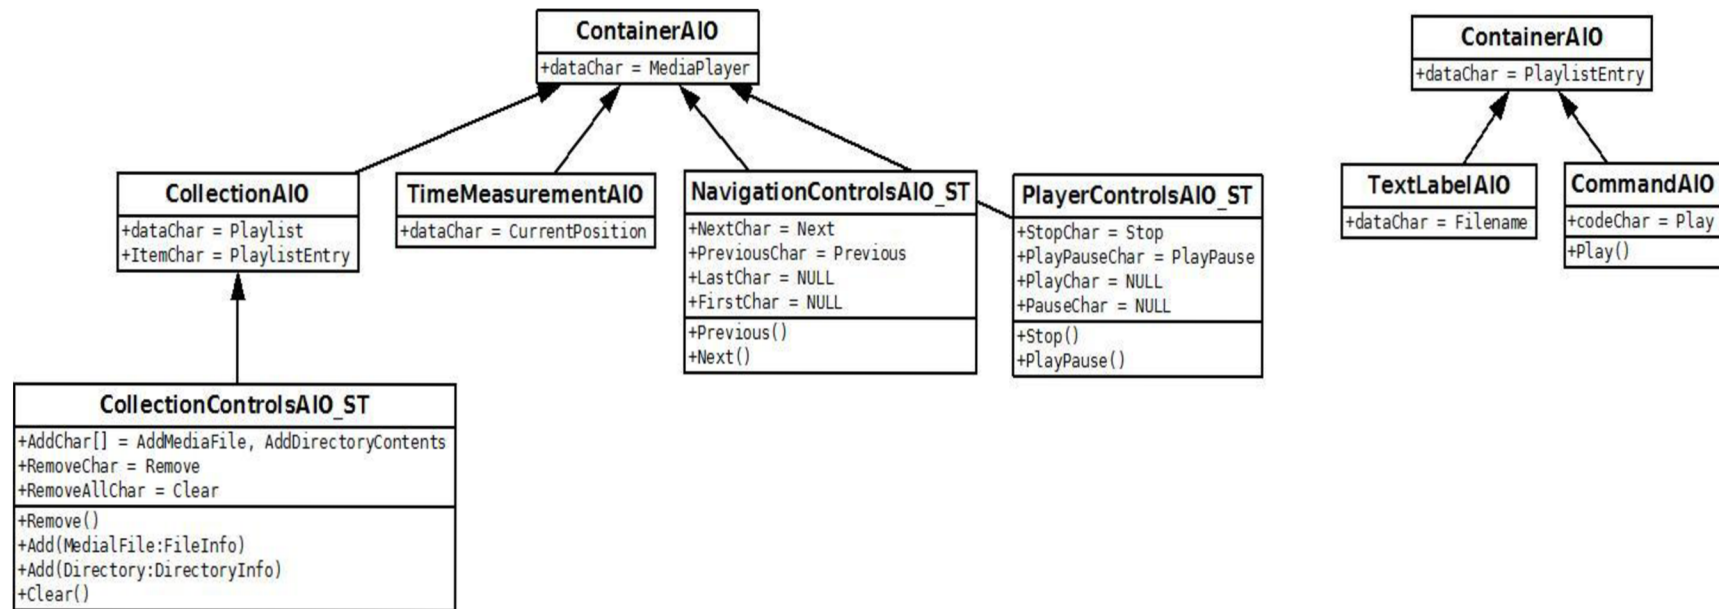 ContainerAIO
+dataChar = MediaPlayer
ContainerAIO
+dataChar = PlaylistEntry
CollectionAIO
+dataChar = Playlist
+ItemChar = PlaylistEntry
TimeMeasurementAIO
+dataChar = CurrentPosition
NavigationControlsAIO_ST
+NextChar = Next
+PreviousChar = Previous
+LastChar = NULL
+FirstChar = NULL
+Previous()
+Next()
PlayerControlsAIO_ST
+StopChar = Stop
+PlayPauseChar = PlayPause
+PlayChar = NULL
+PauseChar = NULL
+Stop()
+PlayPause()
TextLabelAIO
+dataChar = Filename
CommandAIO
+codeChar = Play
+Play()
CollectionControlsAIO_ST
+AddChar[] = AddMediaFile, AddDirectoryContents
+RemoveChar = Remove
+RemoveAllChar = Clear
+Remove()
+Add(MedialFile:FileInfo)
+Add(Directory:DirectoryInfo)
+Clear()